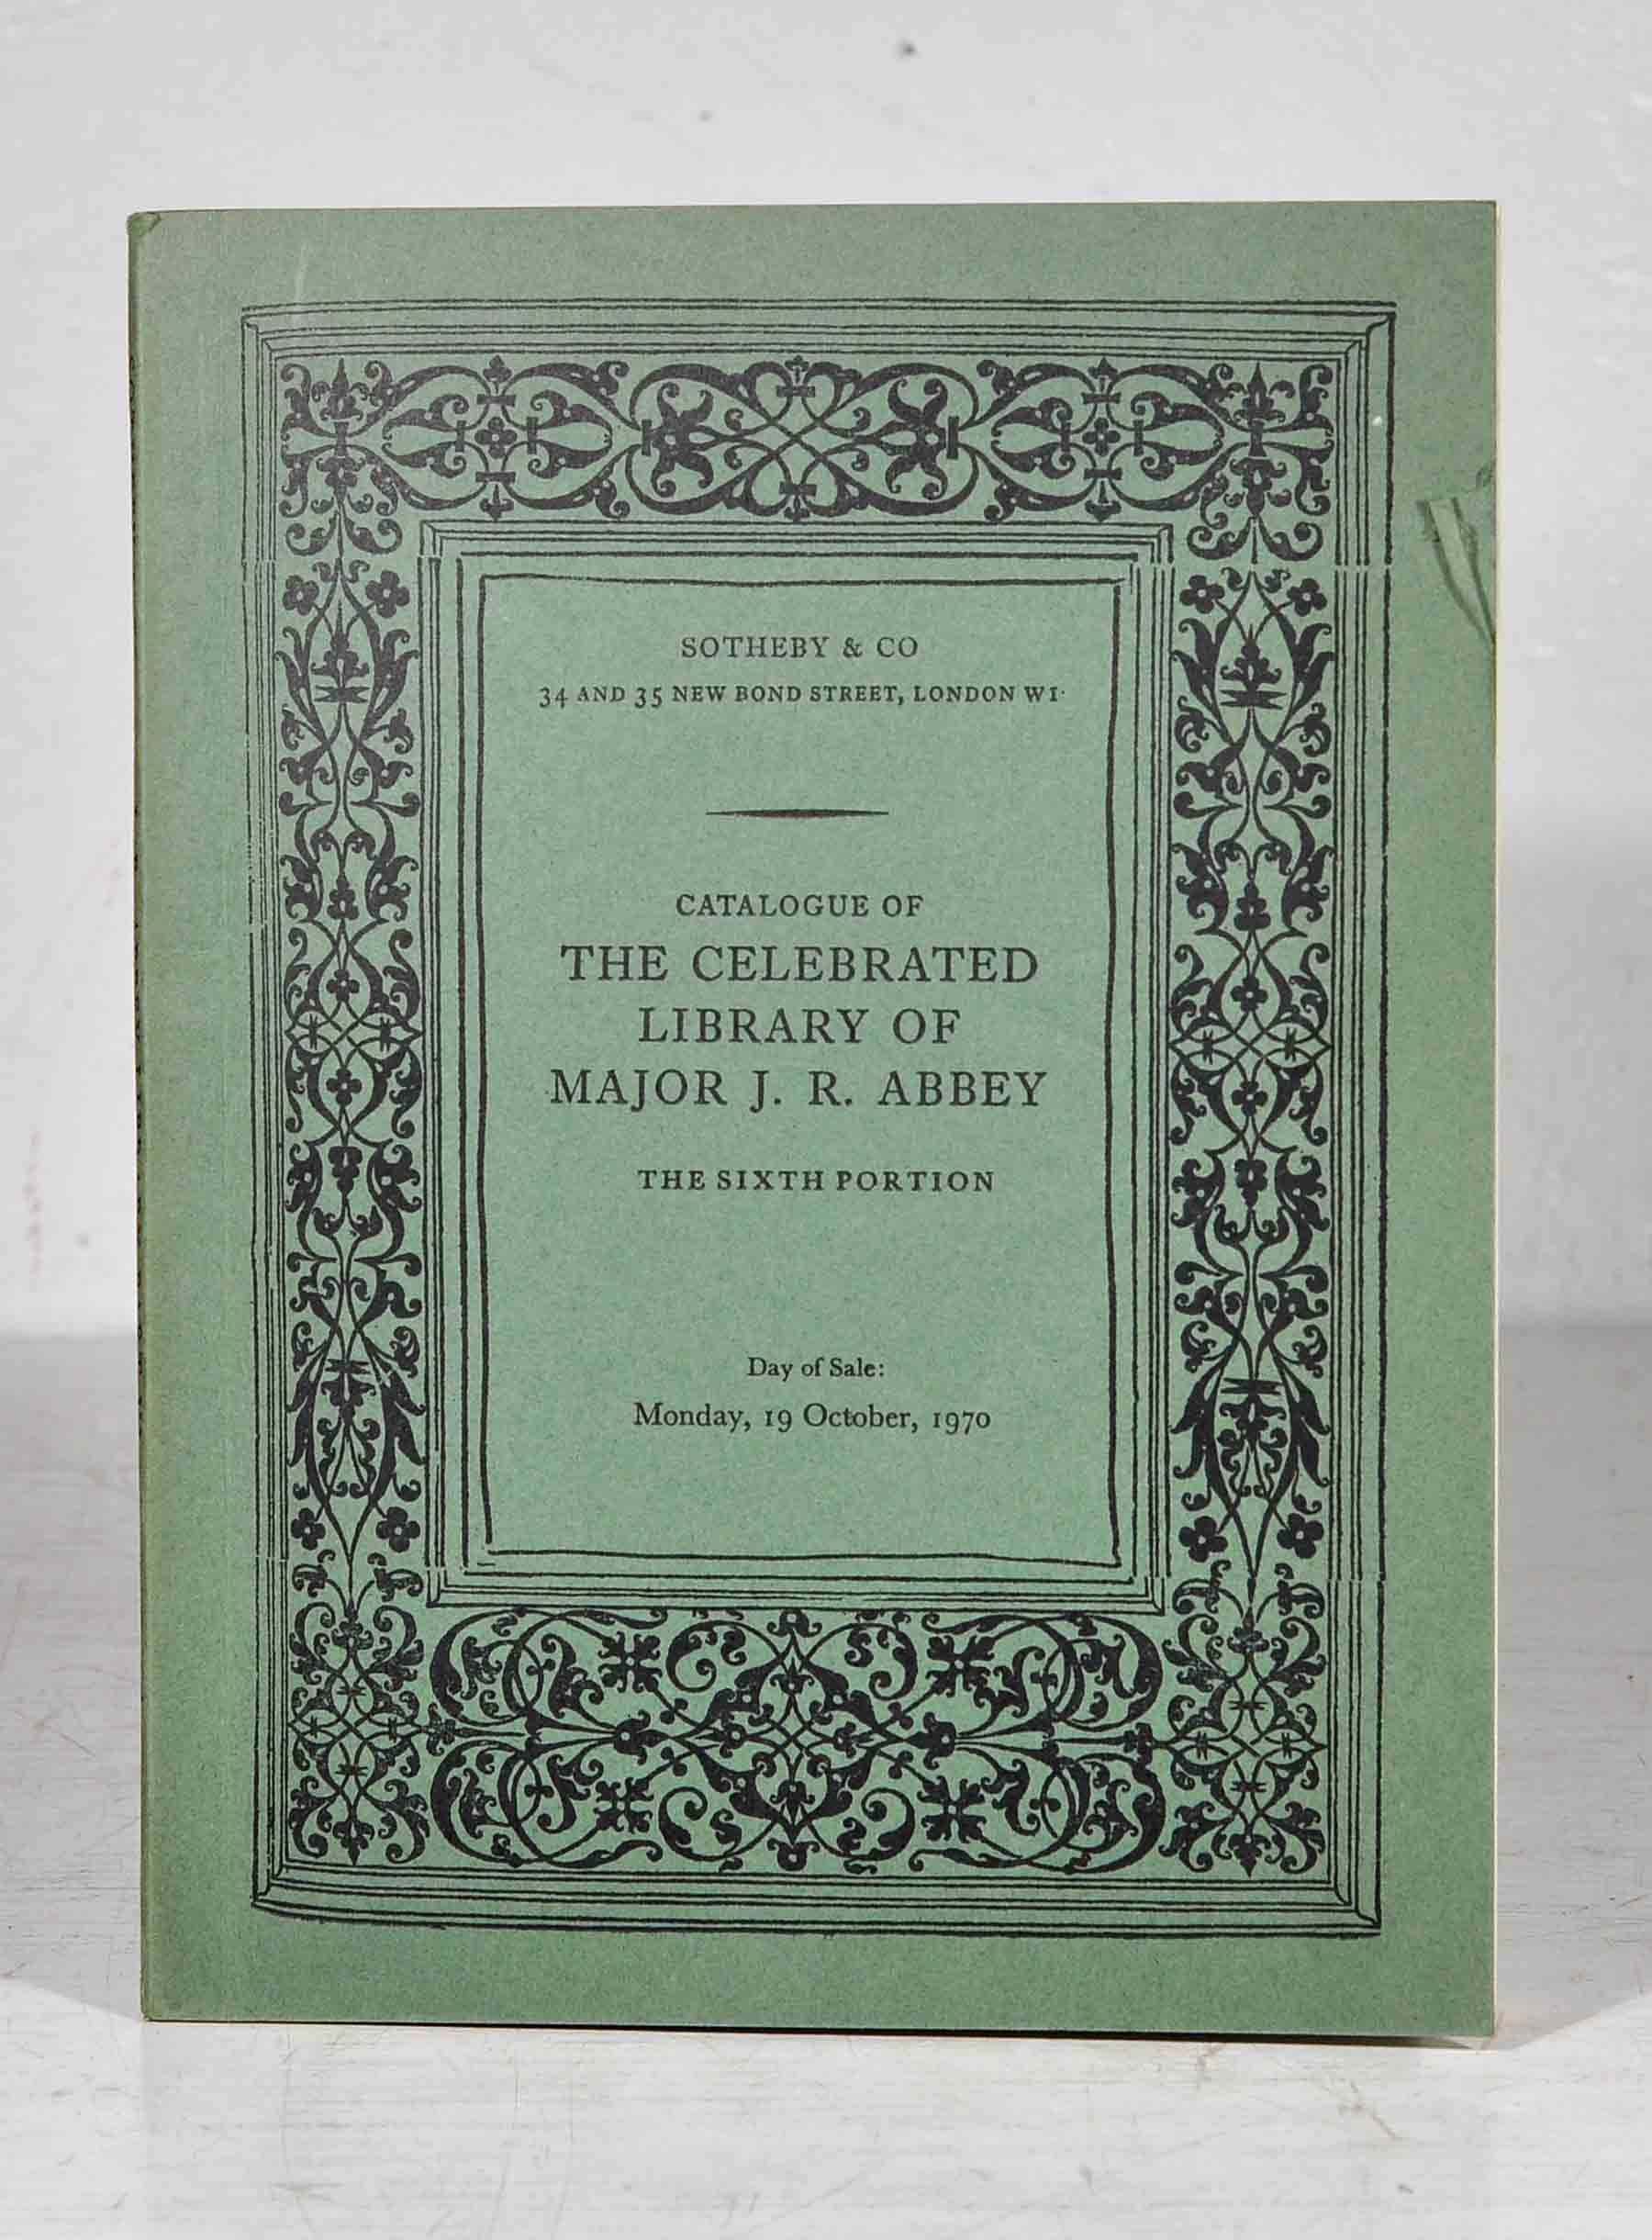 SOTHEBY & CO
34 AND 35 NEW BOND STREET, LONDON W1
CATALOGUE OF
THE CELEBRATED
LIBRARY OF
MAJOR J. R. ABBEY
THE SIXTH PORTION
Day of Sale:
Monday, 19 October, 1970